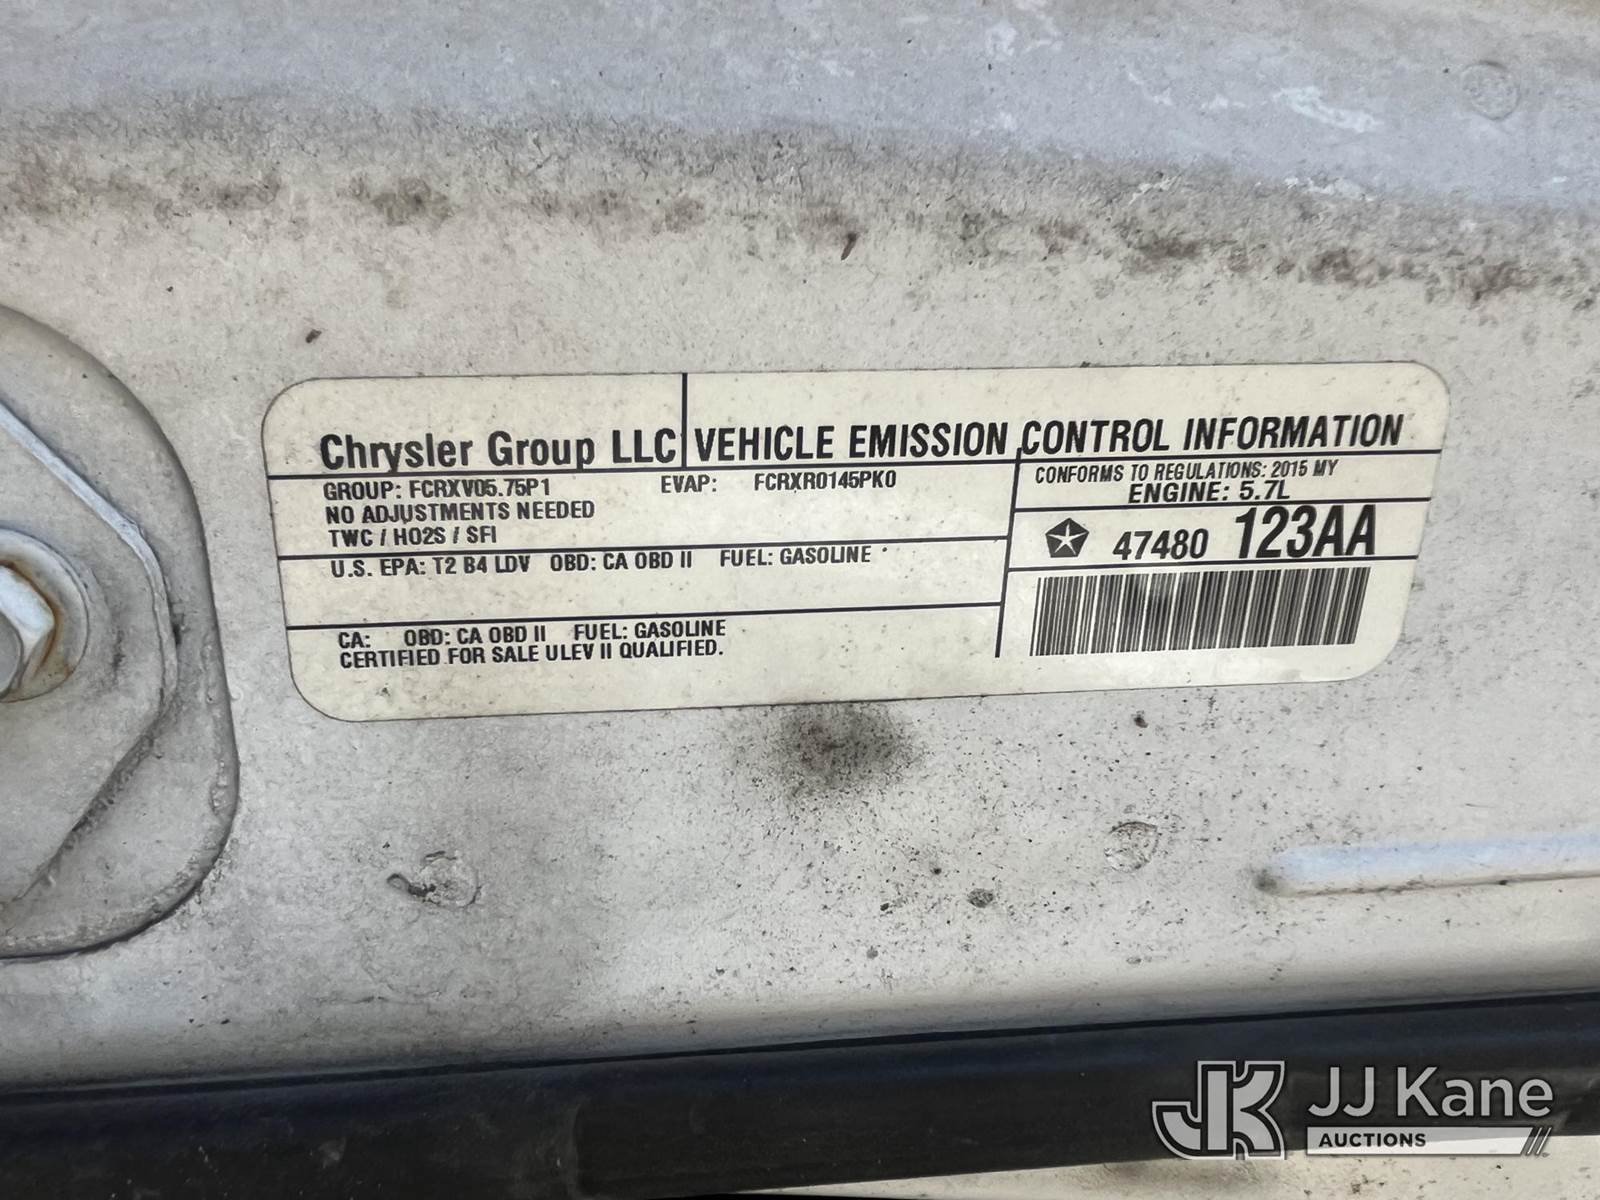 Chrysler Group LLC VEHICLE EMISSION CONTROL INFORMATION
GROUP: FCRXV05.75P1 EVAP: FCRXR0145PK0
NO ADJUSTMENTS NEEDED
TWC / HO2S / SFI
CONFORMS TO REGULATIONS: 2015 MY
ENGINE: 5.7L
47480 123AA
U.S. EPA: T2 B4 LDV OBD: CA OBD II FUEL: GASOLINE
CA: OBD: CA OBD II FUEL: GASOLINE
CERTIFIED FOR SALE ULEV II QUALIFIED.
JK JJ Kane
AUCTIONS